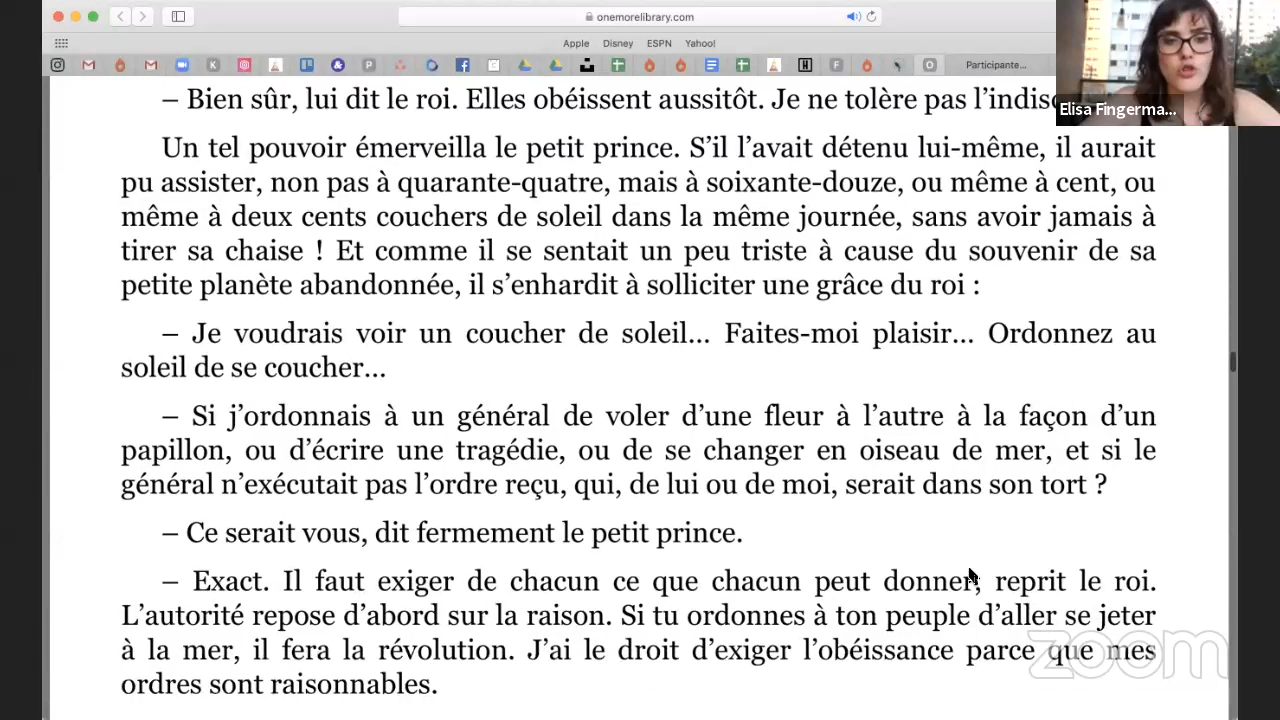 onemorelibrary.com
Apple Disney ESPN Yahoo!
Participante...
– Bien sûr, lui dit le roi. Elles obéissent aussitôt. Je ne tolère pas
Elisa Fingerma...
Un tel pouvoir émerveilla le petit prince. S’il l’avait détenu lui-même, il aurait
pu assister, non pas à quarante-quatre, mais à soixante-douze, ou même à cent, ou
même à deux cents couchers de soleil dans la même journée, sans avoir jamais à
tirer sa chaise ! Et comme il se sentait un peu triste à cause du souvenir de sa
petite planète abandonnée, il s’enhardit à solliciter une grâce du roi :
– Je voudrais voir un coucher de soleil... Faites-moi plaisir... Ordonnez au
soleil de se coucher...
– Si j’ordonnais à un général de voler d’une fleur à l’autre à la façon d’un
papillon, ou d’écrire une tragédie, ou de se changer en oiseau de mer, et si le
général n’exécutait pas l’ordre reçu, qui, de lui ou de moi, serait dans son tort ?
– Ce serait vous, dit fermement le petit prince.
– Exact. Il faut exiger de chacun ce que chacun peut donner, reprit le roi.
L’autorité repose d’abord sur la raison. Si tu ordonnes à ton peuple d’aller se jeter
à la mer, il fera la révolution. J’ai le droit d’exiger l’obéissance parce que mes
ordres sont raisonnables.
zoom